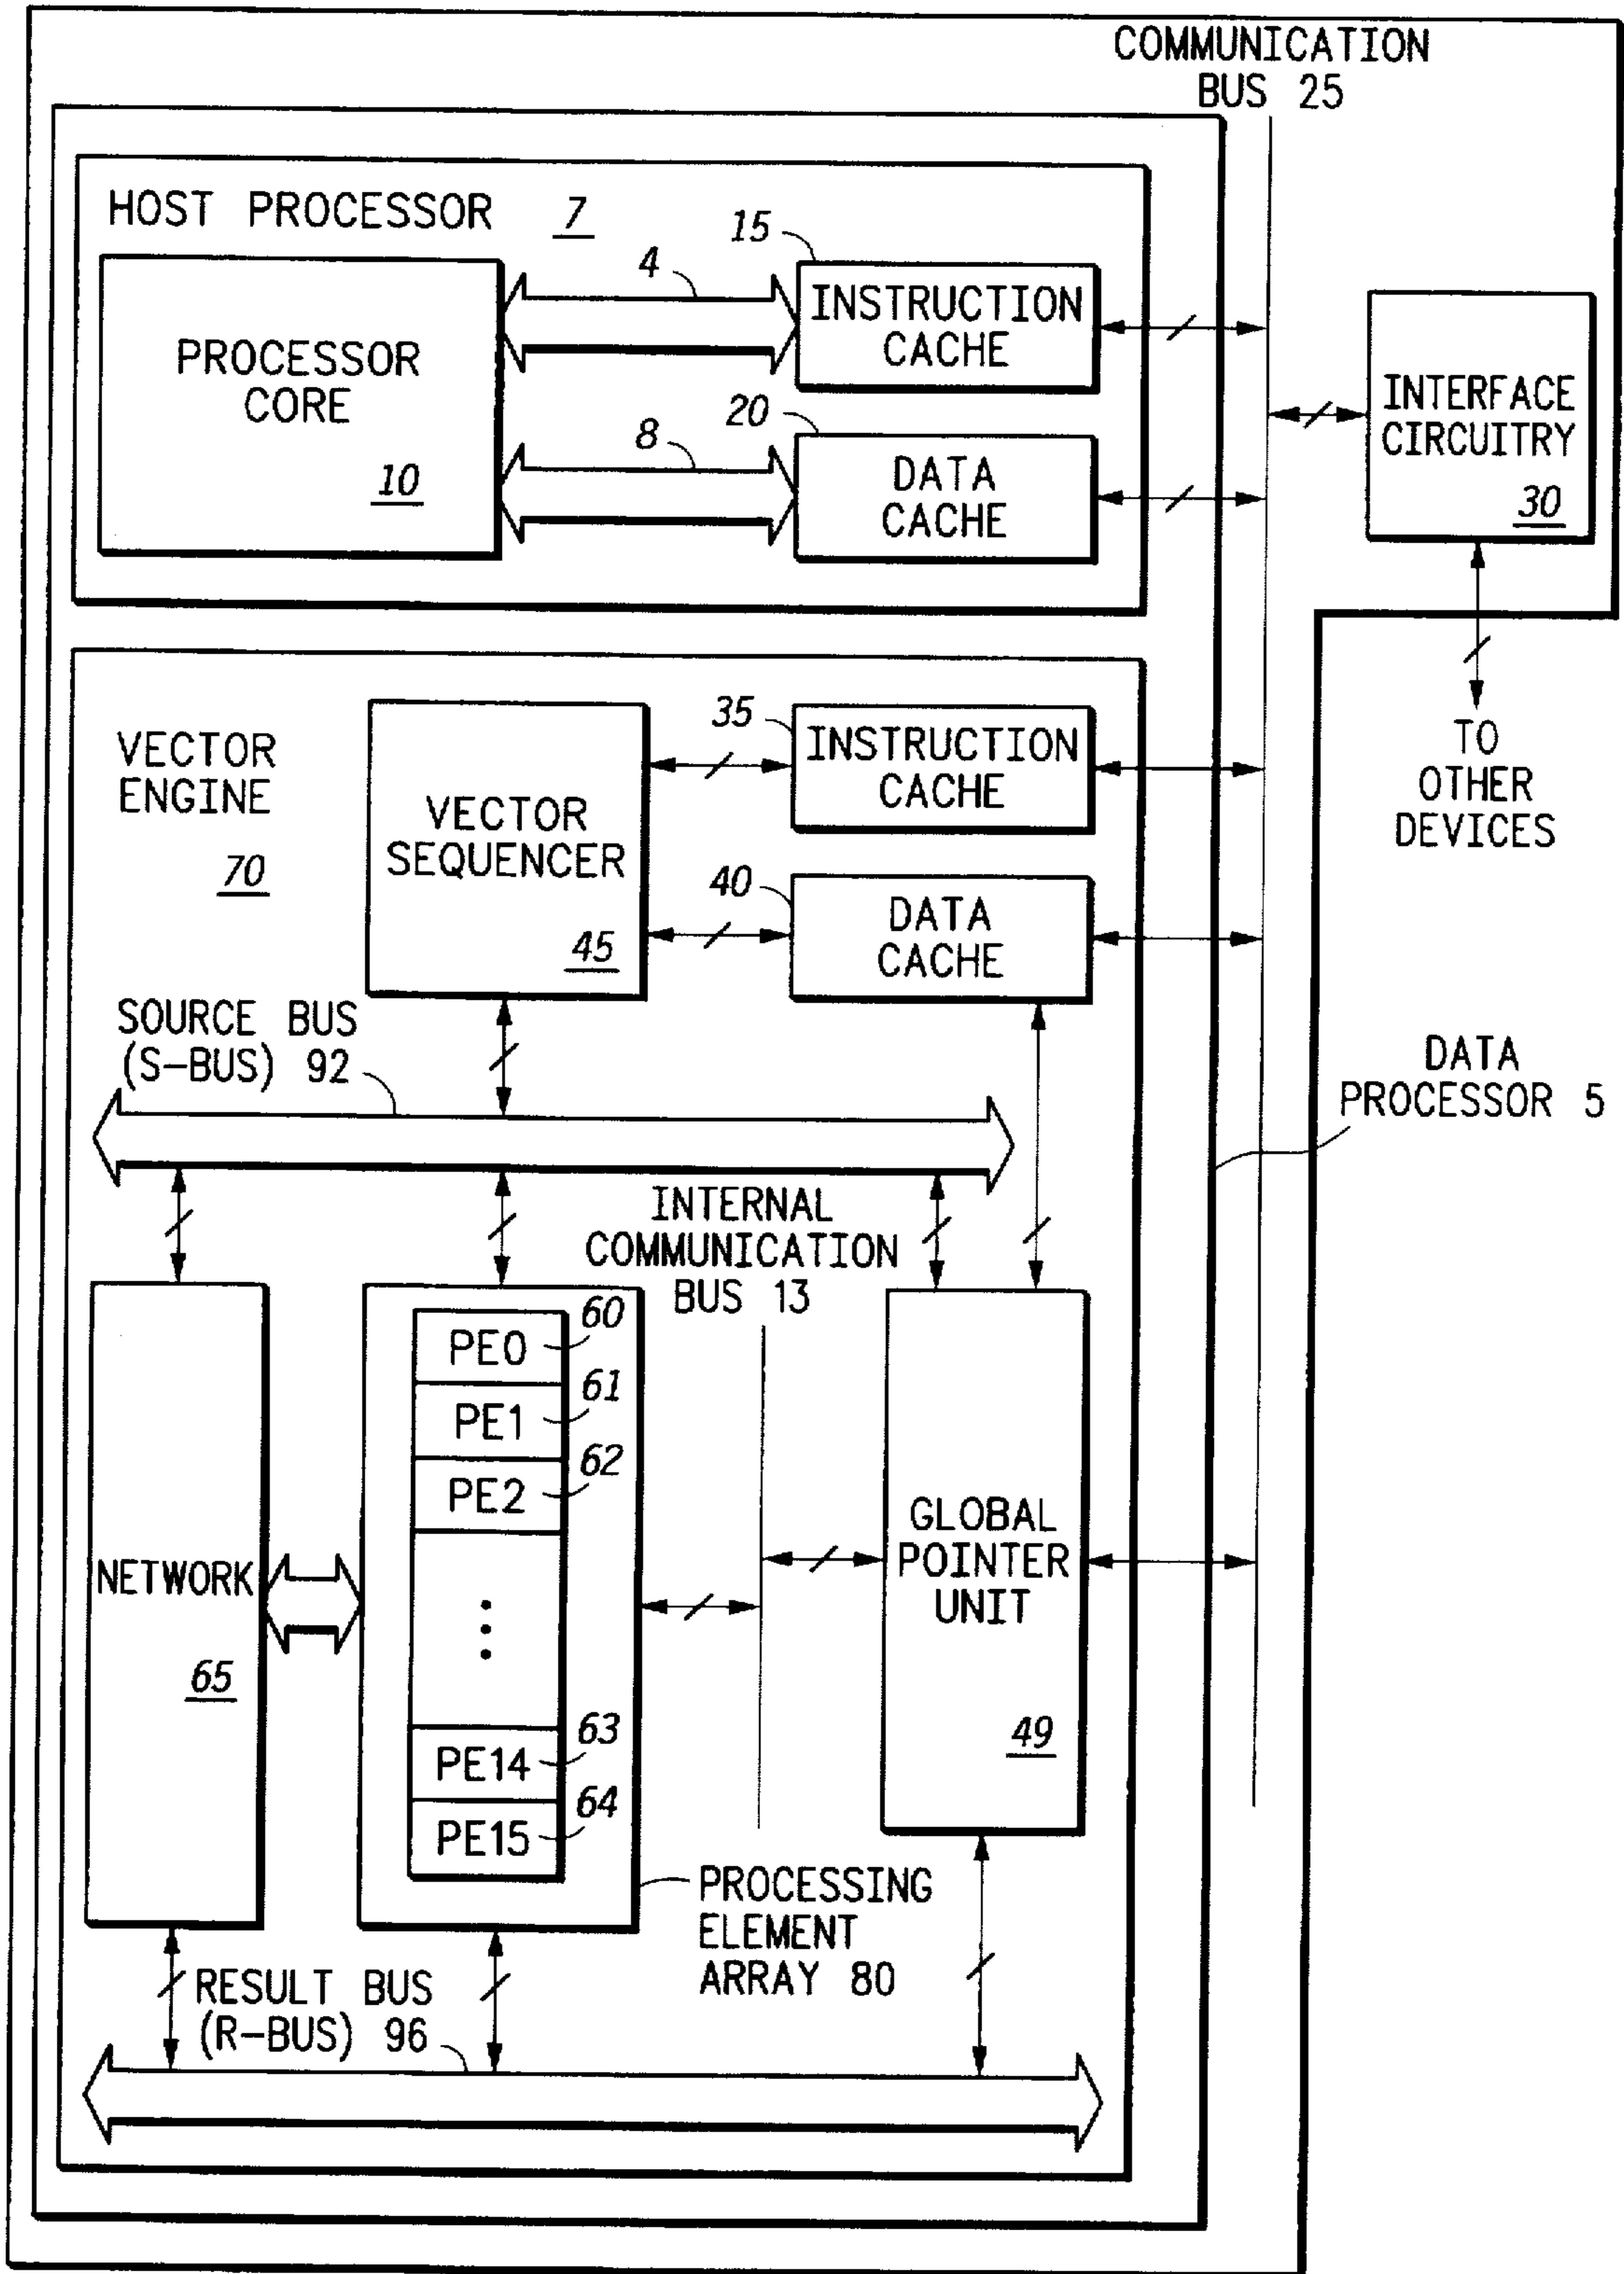 COMMUNICATION
BUS 25
HOST PROCESSOR 7
15
4
INSTRUCTION
CACHE
PROCESSOR
CORE
10
20
8
DATA
CACHE
INTERFACE
CIRCUITRY
30
TO
OTHER
DEVICES
VECTOR
ENGINE
70
VECTOR
SEQUENCER
45
35
INSTRUCTION
CACHE
40
DATA
CACHE
SOURCE BUS
(S-BUS) 92
DATA
PROCESSOR 5
INTERNAL
COMMUNICATION
BUS 13
NETWORK
65
60
PE0
61
PE1
62
PE2
63
PE14
64
PE15
GLOBAL
POINTER
UNIT
49
PROCESSING
ELEMENT
ARRAY 80
RESULT BUS
(R-BUS) 96